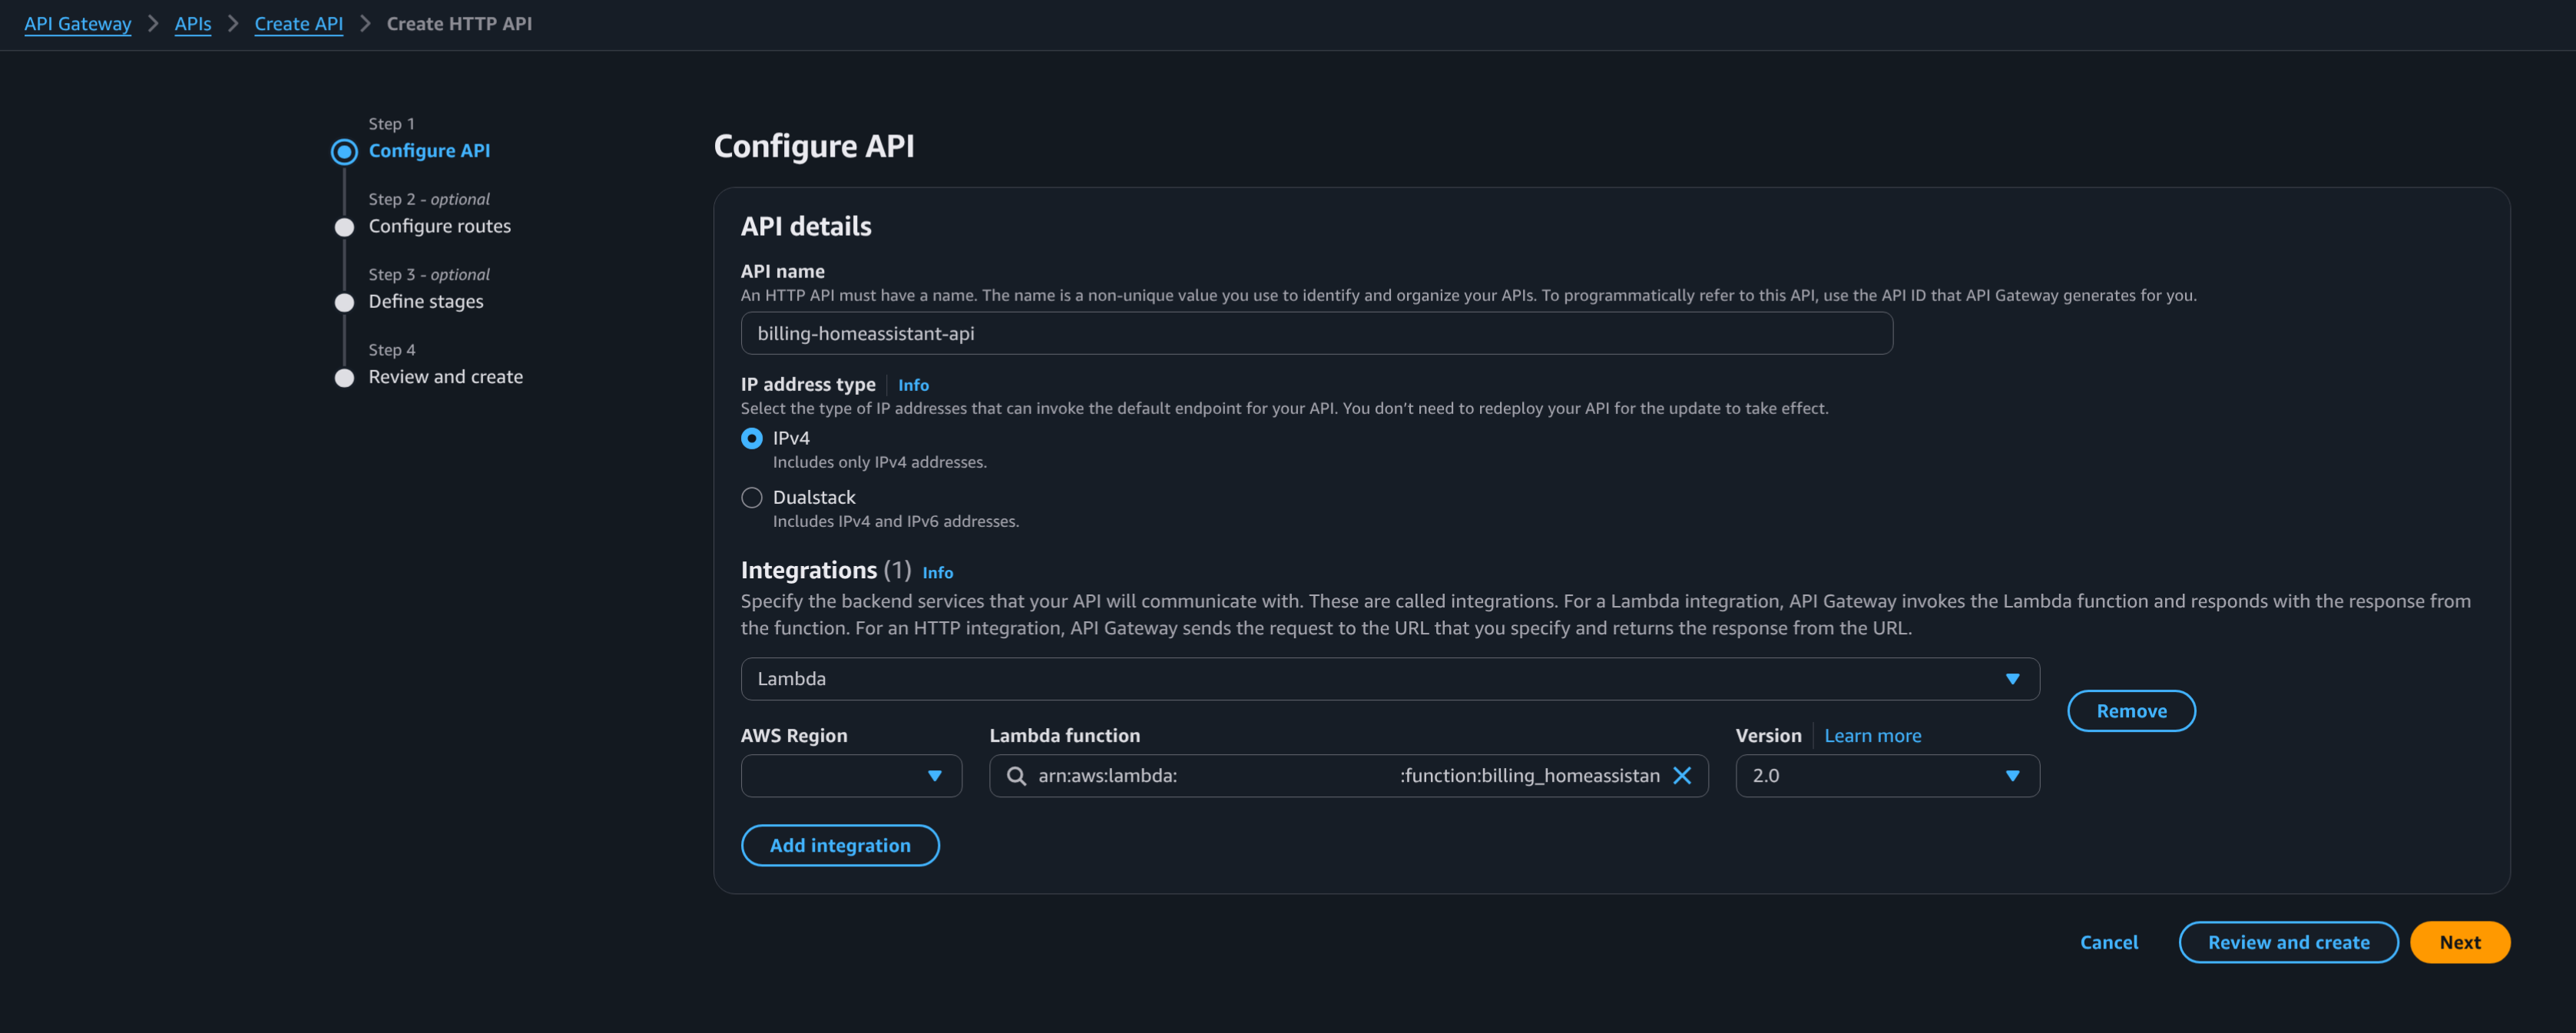 API Gateway > APIs > Create API > Create HTTP API
Step 1
Configure API
Step 2 - optional
Configure routes
Step 3 - optional
Define stages
Step 4
Review and create
Configure API
API details
API name
An HTTP API must have a name. The name is a non-unique value you use to identify and organize your APIs. To programmatically refer to this API, use the API ID that API Gateway generates for you.
billing-homeassistant-api
IP address type Info
Select the type of IP addresses that can invoke the default endpoint for your API. You don’t need to redeploy your API for the update to take effect.
IPv4
Includes only IPv4 addresses.
Dualstack
Includes IPv4 and IPv6 addresses.
Integrations (1) Info
Specify the backend services that your API will communicate with. These are called integrations. For a Lambda integration, API Gateway invokes the Lambda function and responds with the response from
the function. For an HTTP integration, API Gateway sends the request to the URL that you specify and returns the response from the URL.
Lambda
Remove
AWS Region Lambda function Version Learn more
arn:aws:lambda: :function:billing_homeassistan 2.0
Add integration
Cancel Review and create Next